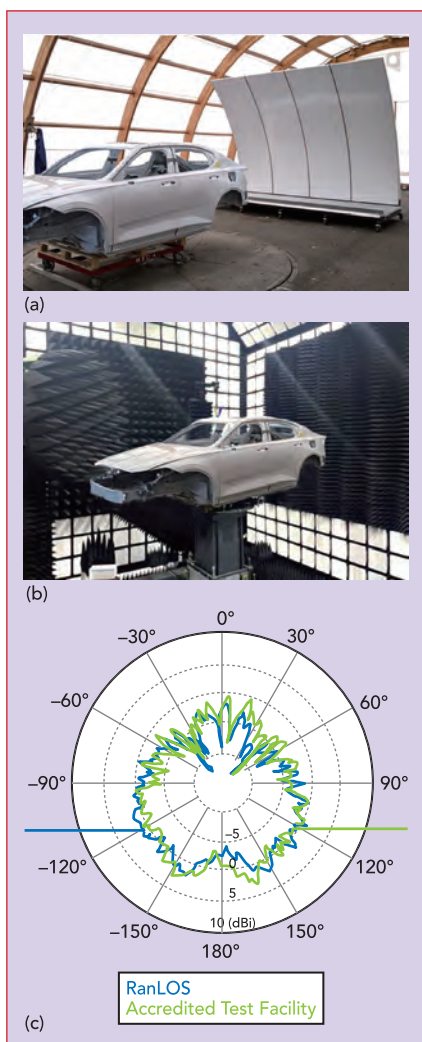 (a)
(b)
0°
–30° 30°
–60° 60°
–90° 90°
–5
–120° 0 120°
5
–150° 10 (dBi) 150°
180°
RanLOS
Accredited Test Facility
(c)